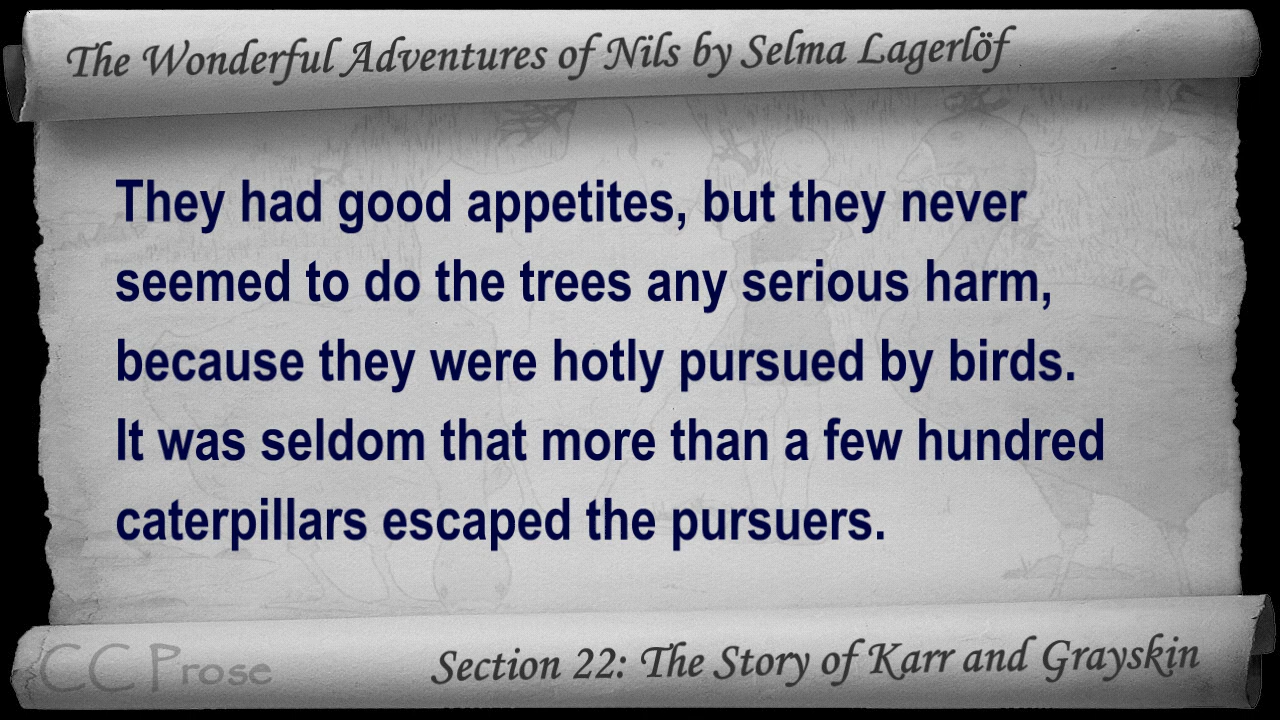 The Wonderful Adventures of Nils by Selma Lagerlöf
They had good appetites, but they never
seemed to do the trees any serious harm,
because they were hotly pursued by birds.
It was seldom that more than a few hundred
caterpillars escaped the pursuers.
CC Prose
Section 22: The Story of Karr and Grayskin